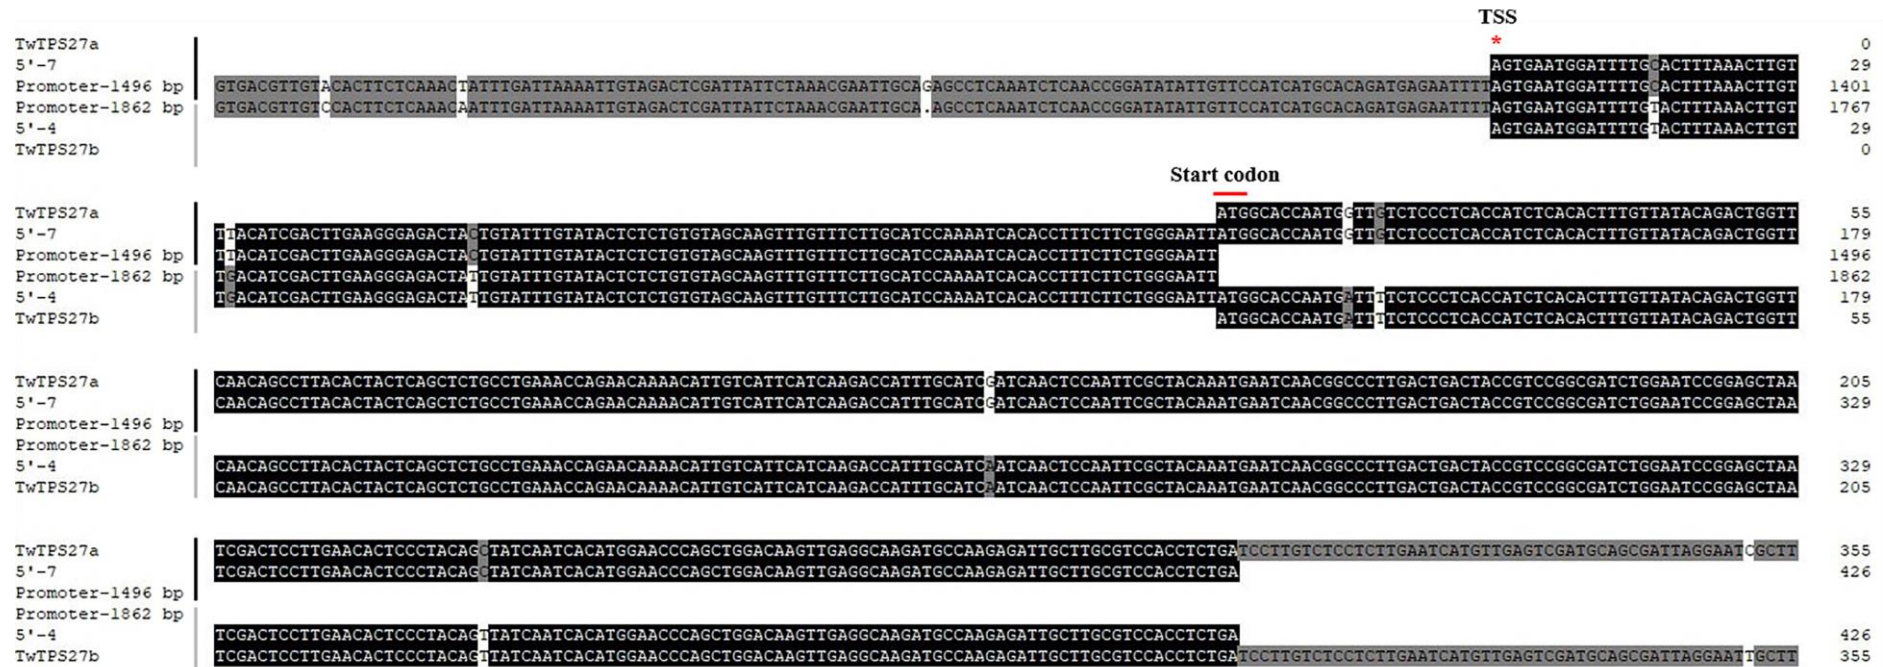 TSS
*
TwTPS27a 0
5'-7 AGTGAATGGATTTTGCACTTTAAACTTGT 29
Promoter-1496 bp GTGACGTTGTACACTTCTCAAACTATTTGATTAAAATTGTAGACTCGATTATTCTAAACGAATTGCAGAGCCTCAAATCTCAACCGGATATATTGTTCCATCATGCACAGATGAGAATTTTAGTGAATGGATTTTGCACTTTAAACTTGT 1401
Promoter-1862 bp GTGACGTTGTCCACTTCTCAAACAATTTGATTAAAATTGTAGACTCGATTATTCTAAACGAATTGCA.AGCCTCAAATCTCAACCGGATATATTGTTCCATCATGCACAGATGAGAATTTTAGTGAATGGATTTTGTACTTTAAACTTGT 1767
5'-4 AGTGAATGGATTTTGTACTTTAAACTTGT 29
TwTPS27b 0
Start codon
TwTPS27a ATGGCACCAATGGTTGTCTCCCTCACCATCTCACACTTTGTTATACAGACTGGTT 55
5'-7 TTACATCGACTTGAAGGGAGACTACTGTATTTGTATACTCTCTGTGTAGCAAGTTTGTTTCTTGCATCCAAAATCACACCTTTCTTCTGGGAATTATGGCACCAATGGTTGTCTCCCTCACCATCTCACACTTTGTTATACAGACTGGTT 179
Promoter-1496 bp TTACATCGACTTGAAGGGAGACTACTGTATTTGTATACTCTCTGTGTAGCAAGTTTGTTTCTTGCATCCAAAATCACACCTTTCTTCTGGGAATT 1496
Promoter-1862 bp TGACATCGACTTGAAGGGAGACTATTGTATTTGTATACTCTCTGTGTAGCAAGTTTGTTTCTTGCATCCAAAATCACACCTTTCTTCTGGGAATT 1862
5'-4 TGACATCGACTTGAAGGGAGACTATTGTATTTGTATACTCTCTGTGTAGCAAGTTTGTTTCTTGCATCCAAAATCACACCTTTCTTCTGGGAATTATGGCACCAATGATTTTCTCCCTCACCATCTCACACTTTGTTATACAGACTGGTT 179
TwTPS27b ATGGCACCAATGATTTTCTCCCTCACCATCTCACACTTTGTTATACAGACTGGTT 55
TwTPS27a CAACAGCCTTACACTACTCAGCTCTGCCTGAAACCAGAACAAAACATTGTCATTCATCAAGACCATTTGCATCGATCAACTCCAATTCGCTACAAATGAATCAACGGCCCTTGACTGACTACCGTCCGGCGATCTGGAATCCGGAGCTAA 205
5'-7 CAACAGCCTTACACTACTCAGCTCTGCCTGAAACCAGAACAAAACATTGTCATTCATCAAGACCATTTGCATCGATCAACTCCAATTCGCTACAAATGAATCAACGGCCCTTGACTGACTACCGTCCGGCGATCTGGAATCCGGAGCTAA 329
Promoter-1496 bp
Promoter-1862 bp
5'-4 CAACAGCCTTACACTACTCAGCTCTGCCTGAAACCAGAACAAAACATTGTCATTCATCAAGACCATTTGCATCAATCAACTCCAATTCGCTACAAATGAATCAACGGCCCTTGACTGACTACCGTCCGGCGATCTGGAATCCGGAGCTAA 329
TwTPS27b CAACAGCCTTACACTACTCAGCTCTGCCTGAAACCAGAACAAAACATTGTCATTCATCAAGACCATTTGCATCAATCAACTCCAATTCGCTACAAATGAATCAACGGCCCTTGACTGACTACCGTCCGGCGATCTGGAATCCGGAGCTAA 205
TwTPS27a TCGACTCCTTGAACACTCCCTACAGCTATCAATCACATGGAACCCAGCTGGACAAGTTGAGGCAAGATGCCAAGAGATTGCTTGCGTCCACCTCTGATCCTTGTCTCCTCTTGAATCATGTTGAGTCGATGCAGCGATTAGGAATCGCTT 355
5'-7 TCGACTCCTTGAACACTCCCTACAGCTATCAATCACATGGAACCCAGCTGGACAAGTTGAGGCAAGATGCCAAGAGATTGCTTGCGTCCACCTCTGA 426
Promoter-1496 bp
Promoter-1862 bp
5'-4 TCGACTCCTTGAACACTCCCTACAGTTATCAATCACATGGAACCCAGCTGGACAAGTTGAGGCAAGATGCCAAGAGATTGCTTGCGTCCACCTCTGA 426
TwTPS27b TCGACTCCTTGAACACTCCCTACAGTTATCAATCACATGGAACCCAGCTGGACAAGTTGAGGCAAGATGCCAAGAGATTGCTTGCGTCCACCTCTGATCCTTGTCTCCTCTTGAATCATGTTGAGTCGATGCAGCGATTAGGAATTGCTT 355